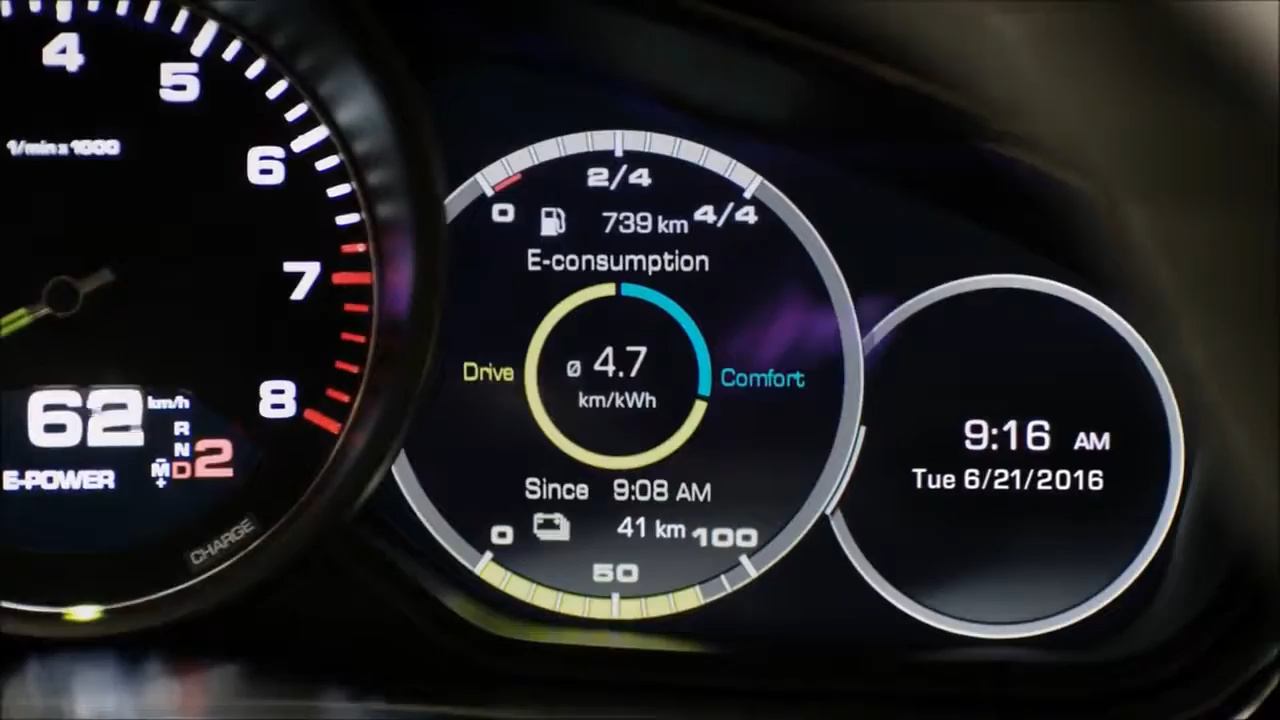 4
5
1/min x 1000
6
7
8
62 km/h
R
N
M D 2
+
E-POWER
CHARGE
2/4
0
4/4
739 km
E-consumption
Drive
ø 4.7
km/kWh
Comfort
Since 9:08 AM
41 km
0
100
50
9:16 AM
Tue 6/21/2016